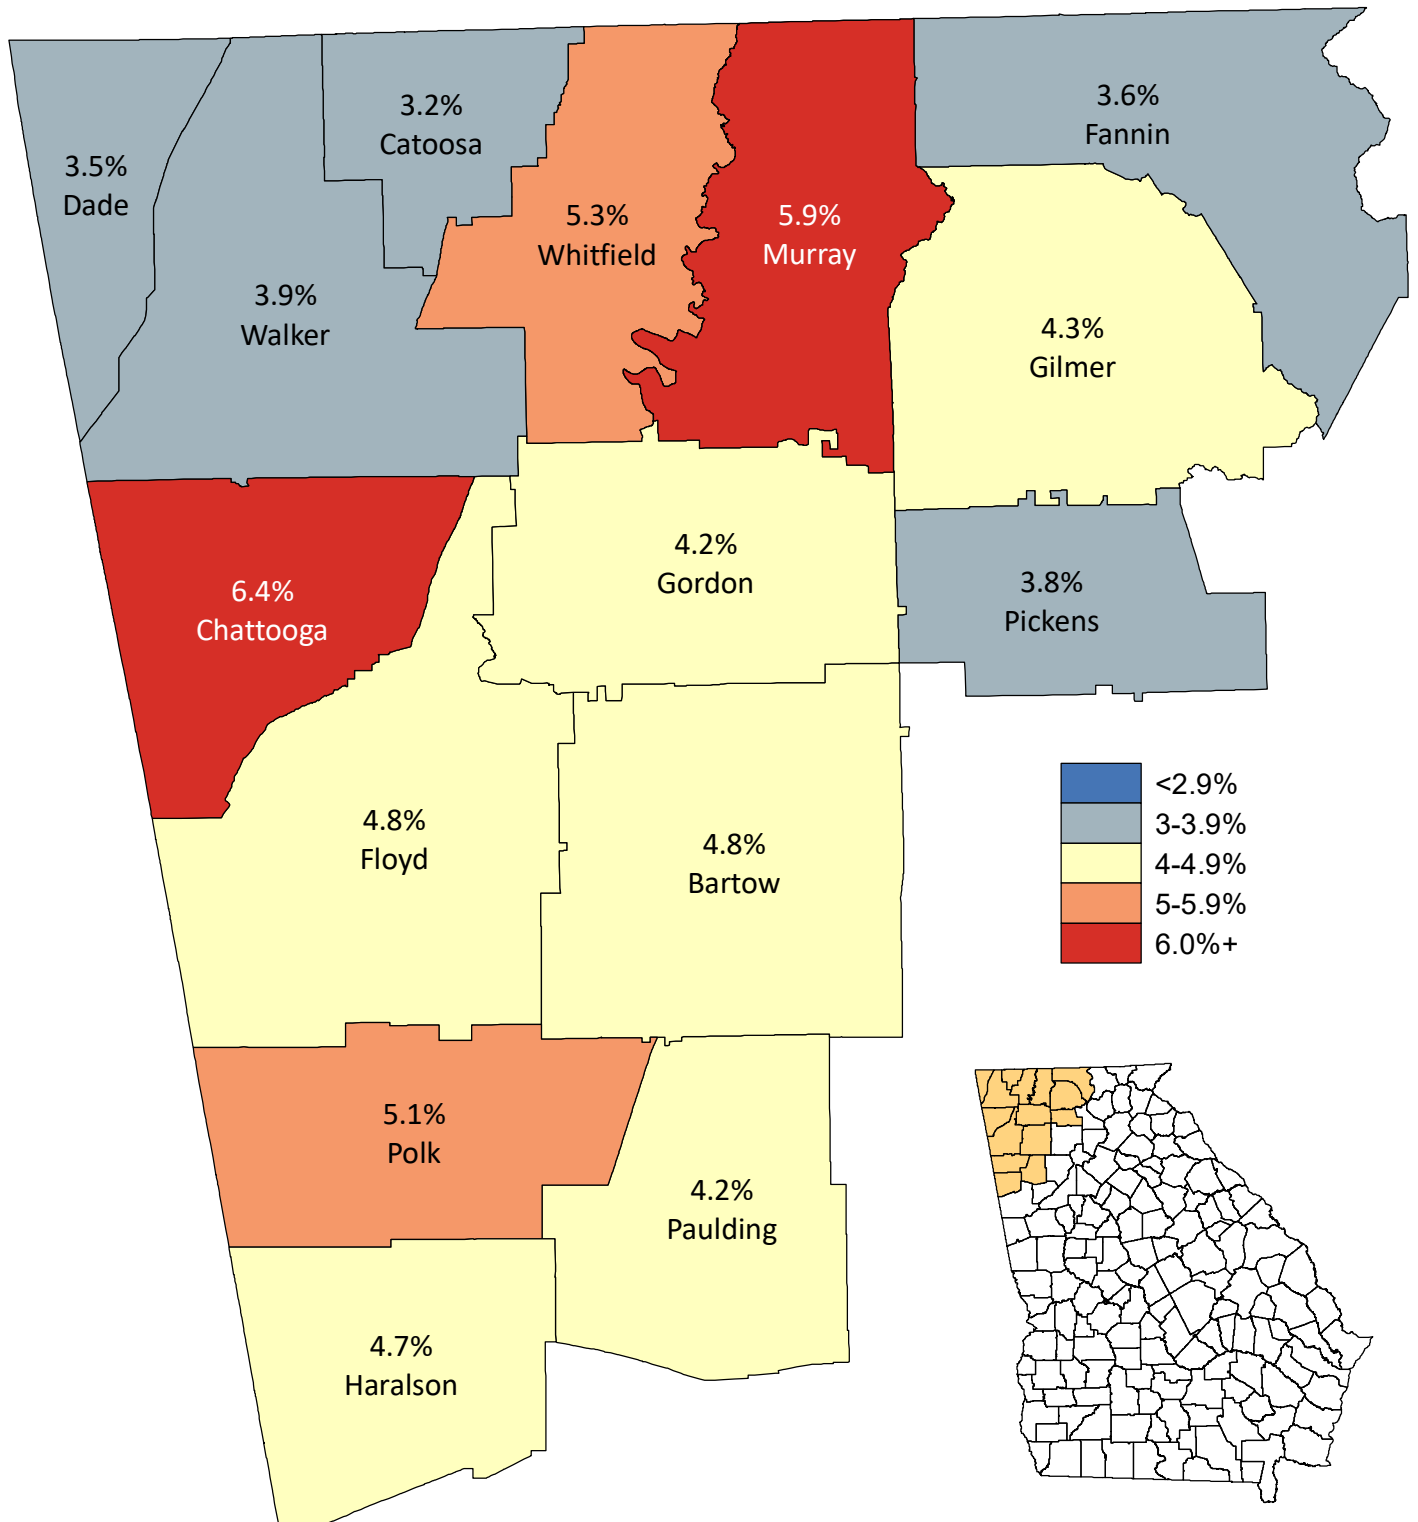 3.6%
Fannin
3.2%
Catoosa
3.5%
Dade
5.3%
Whitfield
5.9%
Murray
3.9%
Walker
4.3%
Gilmer
4.2%
Gordon
6.4%
Chattooga
3.8%
Pickens
4.8%
Floyd
4.8%
Bartow
<2.9%
3-3.9%
4-4.9%
5-5.9%
6.0%+
5.1%
Polk
4.2%
Paulding
4.7%
Haralson